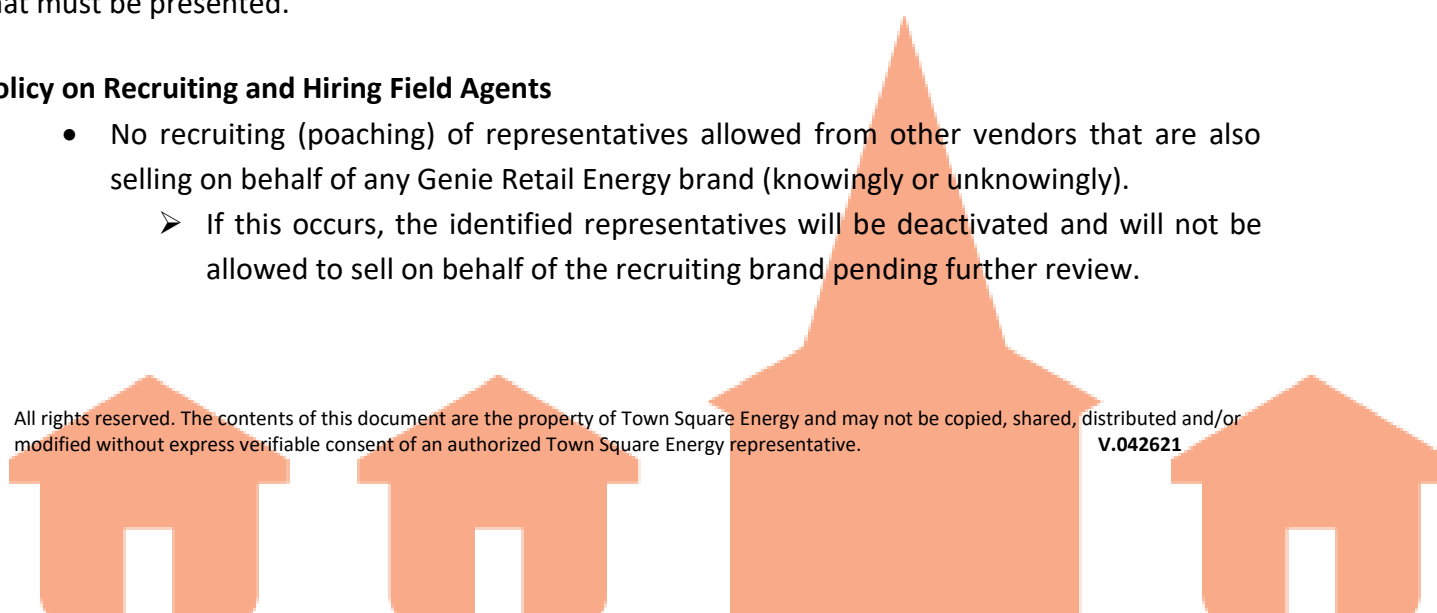 hat must be presented.
olicy on Recruiting and Hiring Field Agents
• No recruiting (poaching) of representatives allowed from other vendors that are also
selling on behalf of any Genie Retail Energy brand (knowingly or unknowingly).
➢ If this occurs, the identified representatives will be deactivated and will not be
allowed to sell on behalf of the recruiting brand pending further review.
All rights reserved. The contents of this document are the property of Town Square Energy and may not be copied, shared, distributed and/or
modified without express verifiable consent of an authorized Town Square Energy representative. V.042621